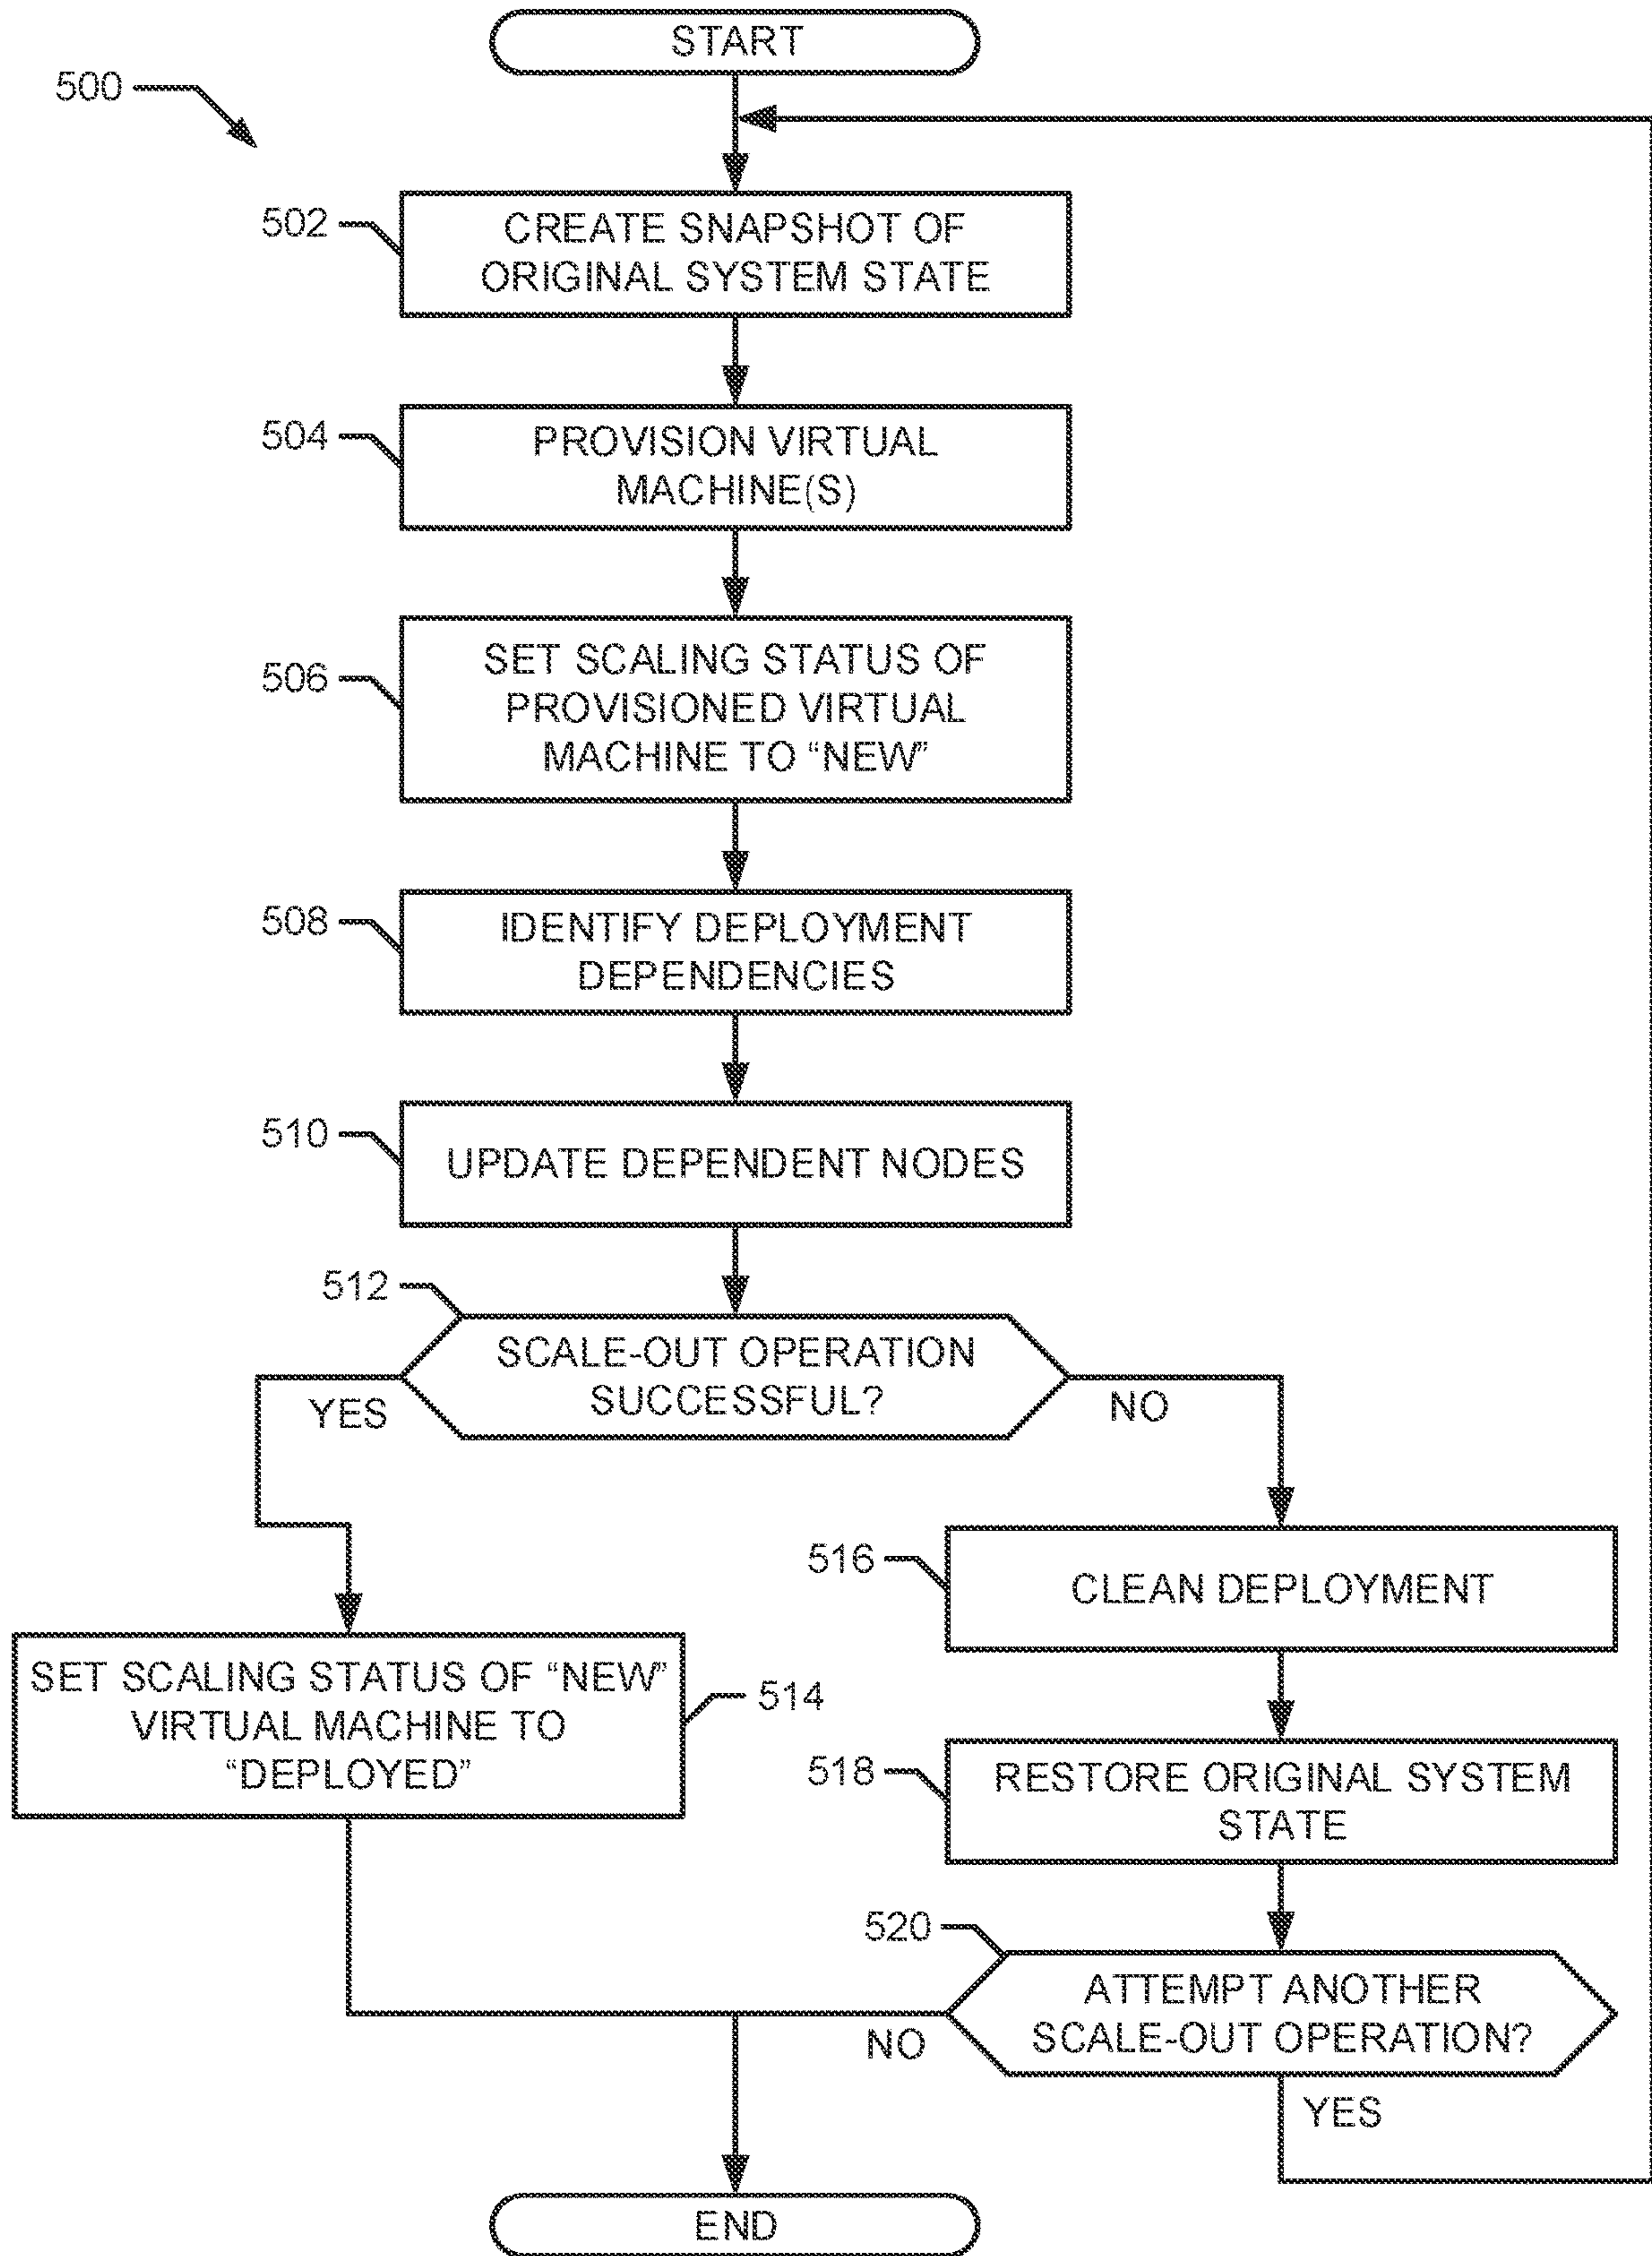 START
500
502
CREATE SNAPSHOT OF
ORIGINAL SYSTEM STATE
504
PROVISION VIRTUAL
MACHINE(S)
506
SET SCALING STATUS OF
PROVISIONED VIRTUAL
MACHINE TO “NEW”
508
IDENTIFY DEPLOYMENT
DEPENDENCIES
510
UPDATE DEPENDENT NODES
512
SCALE-OUT OPERATION
SUCCESSFUL?
YES
NO
516
CLEAN DEPLOYMENT
SET SCALING STATUS OF “NEW”
VIRTUAL MACHINE TO
“DEPLOYED”
514
518
RESTORE ORIGINAL SYSTEM
STATE
520
ATTEMPT ANOTHER
SCALE-OUT OPERATION?
NO
YES
END